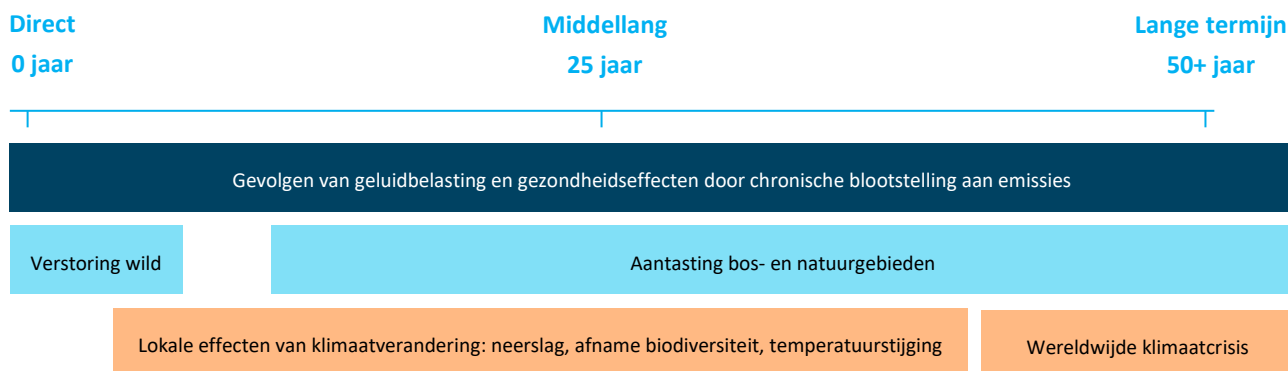 Direct
Middellang
Lange termijn
0 jaar
25 jaar
50+ jaar
Gevolgen van geluidbelasting en gezondheidseffecten door chronische blootstelling aan emissies
Verstoring wild
Aantasting bos- en natuurgebieden
Lokale effecten van klimaatverandering: neerslag, afname biodiversiteit, temperatuurstijging
Wereldwijde klimaatcrisis